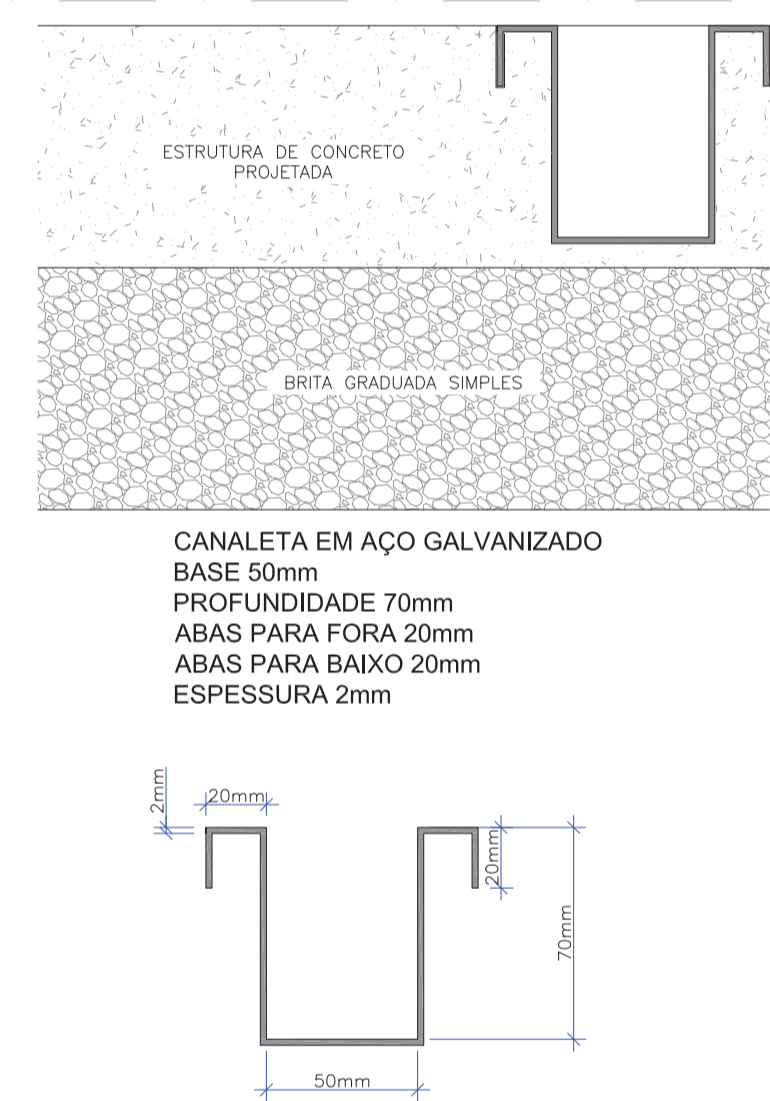 ESTRUTURA DE CONCRETO
PROJETADA
BRITA GRADUADA SIMPLES
CANALETA EM AÇO GALVANIZADO
BASE 50mm
PROFUNDIDADE 70mm
ABAS PARA FORA 20mm
ABAS PARA BAIXO 20mm
ESPESSURA 2mm
2mm
20mm
20mm
70mm
50mm